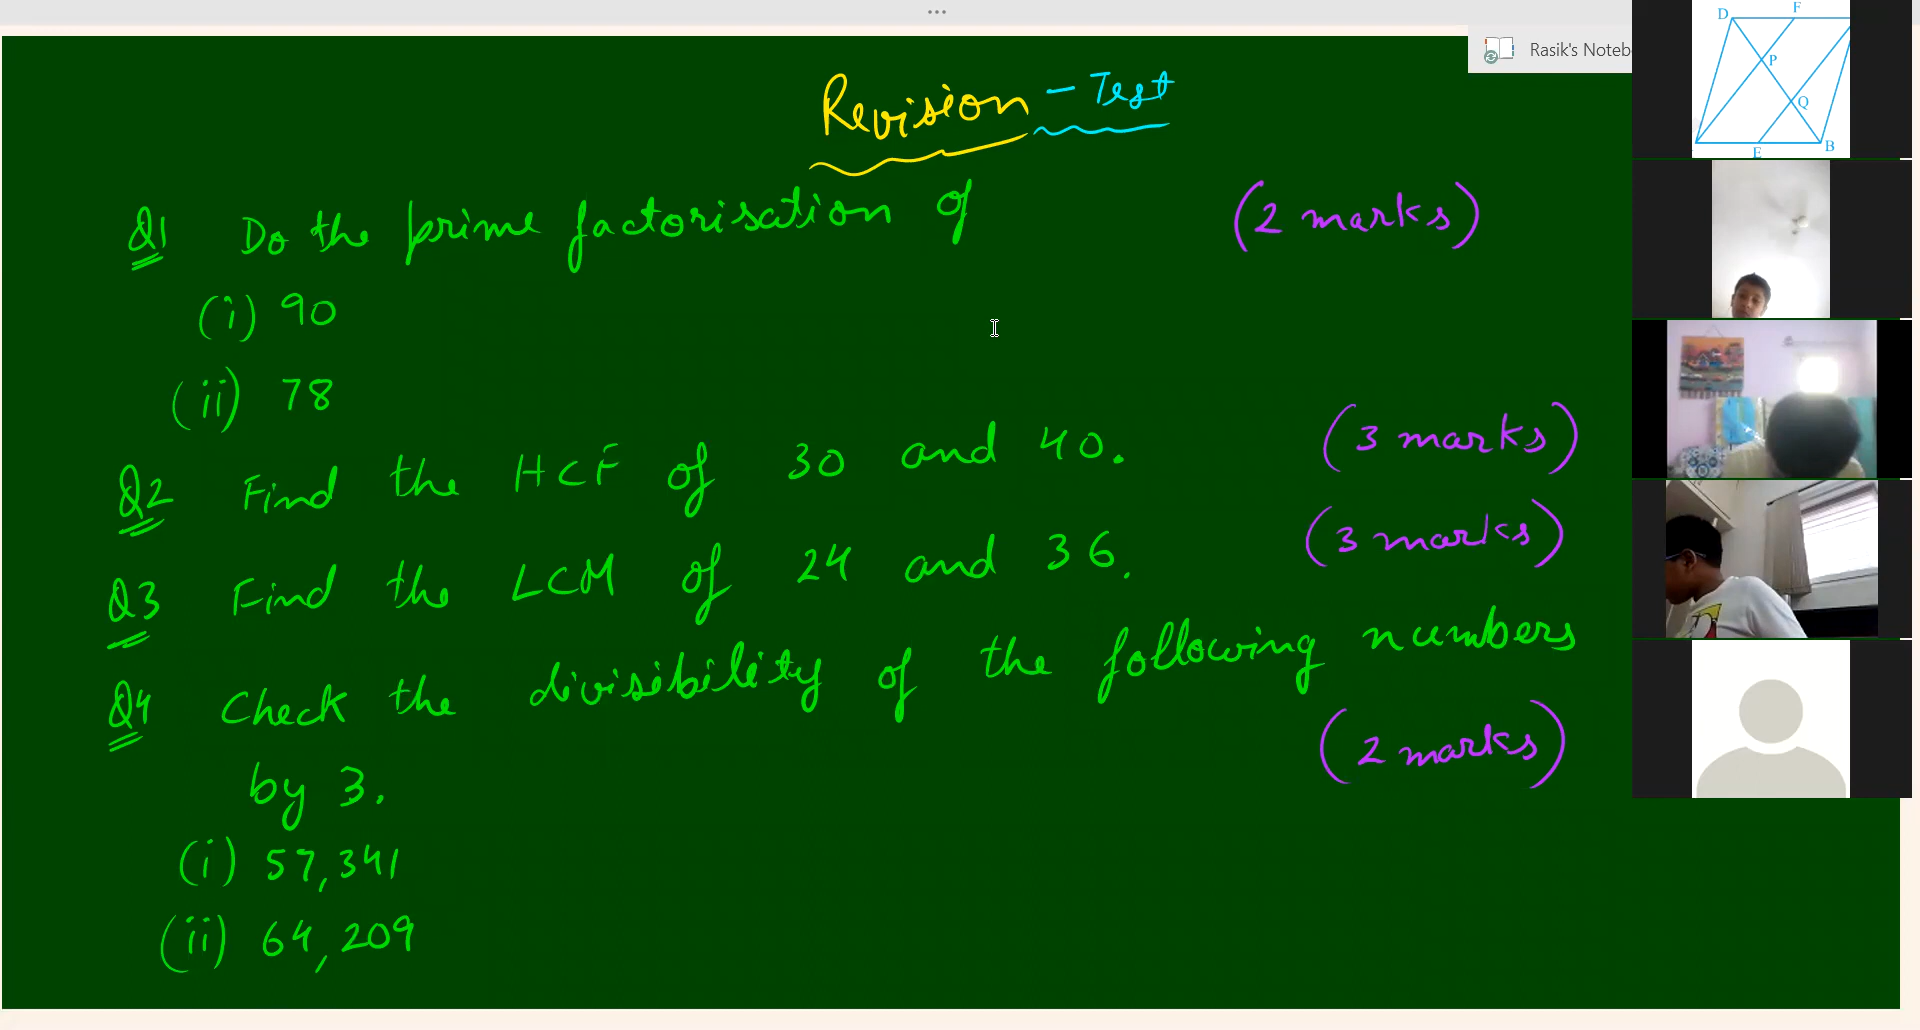 Rasik's Noteb
D F
P
Q
E B
Revision - Test
Q1 Do the prime factorisation of (2 marks)
(i) 90
(ii) 78
Q2 Find the HCF of 30 and 40. (3 marks)
Q3 Find the LCM of 24 and 36. (3 marks)
Q4 Check the divisibility of the following numbers
by 3. (2 marks)
(i) 57,341
(ii) 64,209